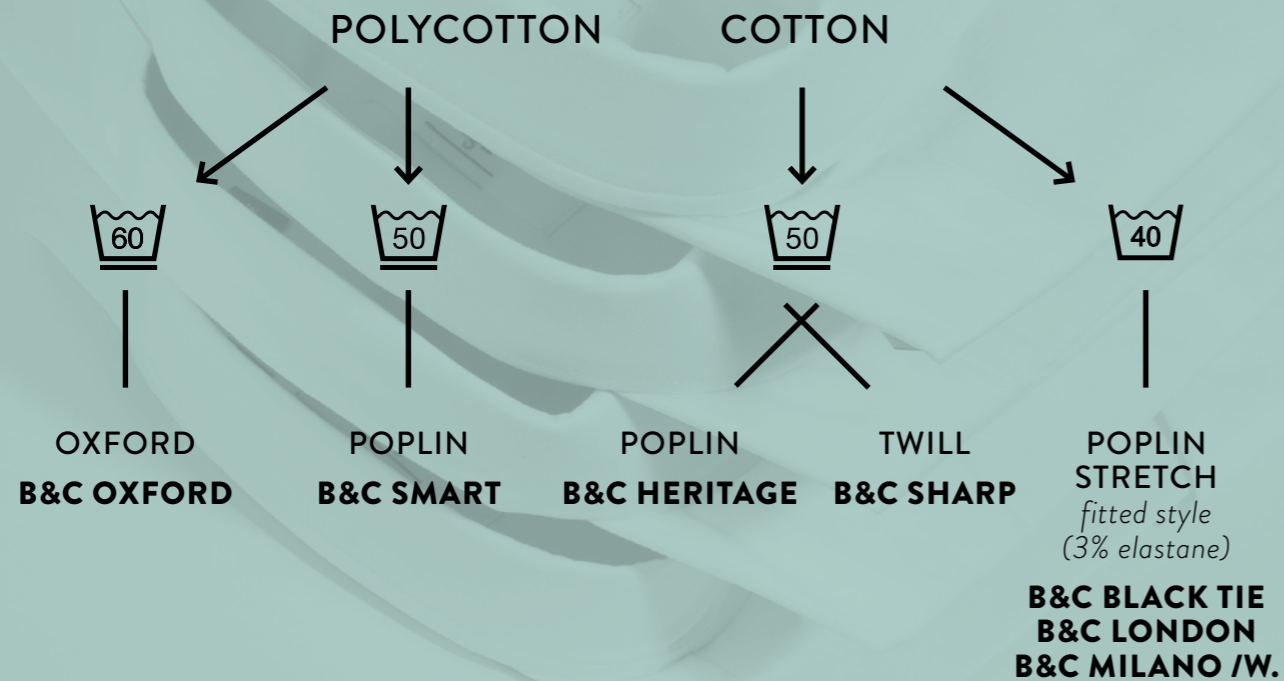 POLYCOTTON
COTTON
60
50
50
40
OXFORD
B&C OXFORD
POPLIN
B&C SMART
POPLIN
B&C HERITAGE
TWILL
B&C SHARP
POPLIN
STRETCH
fitted style
(3% elastane)
B&C BLACK TIE
B&C LONDON
B&C MILANO /W.